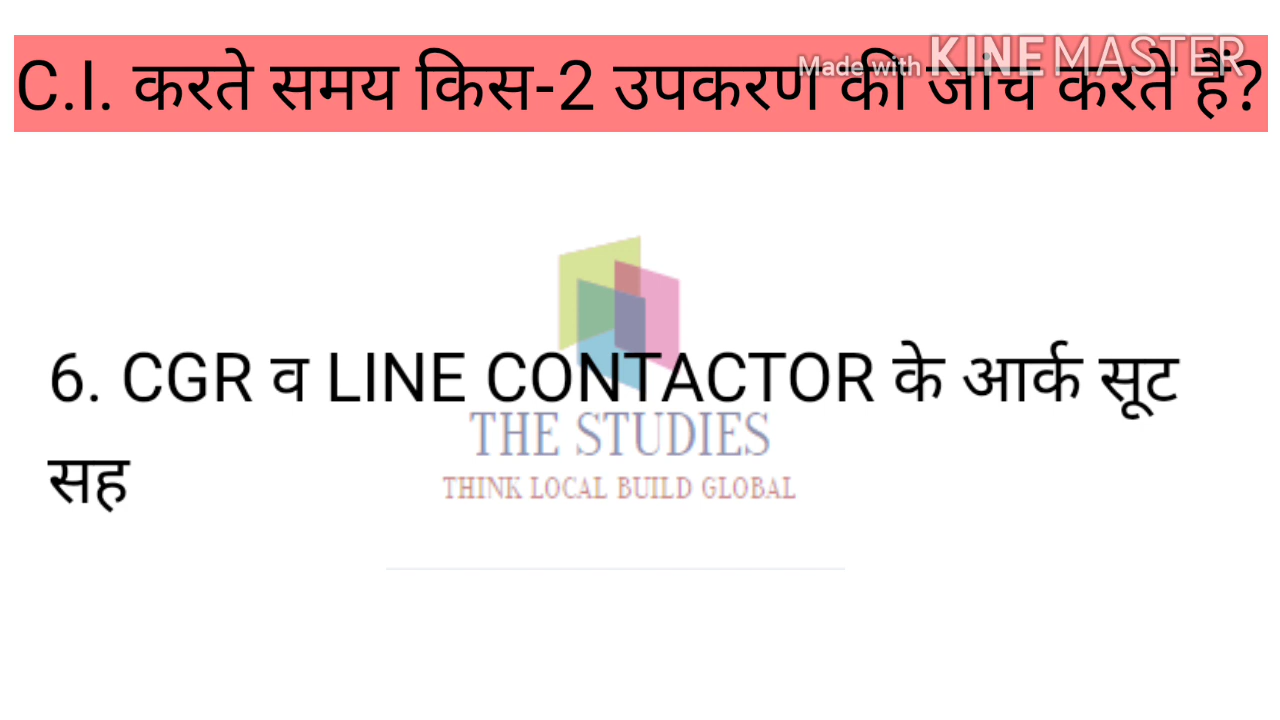 Made with KINEMASTER
C.I. करते समय किस-2 उपकरण की जांच करते हैं?
6. CGR व LINE CONTACTOR के आर्क सूट
सह
THE STUDIES
THINK LOCAL BUILD GLOBAL